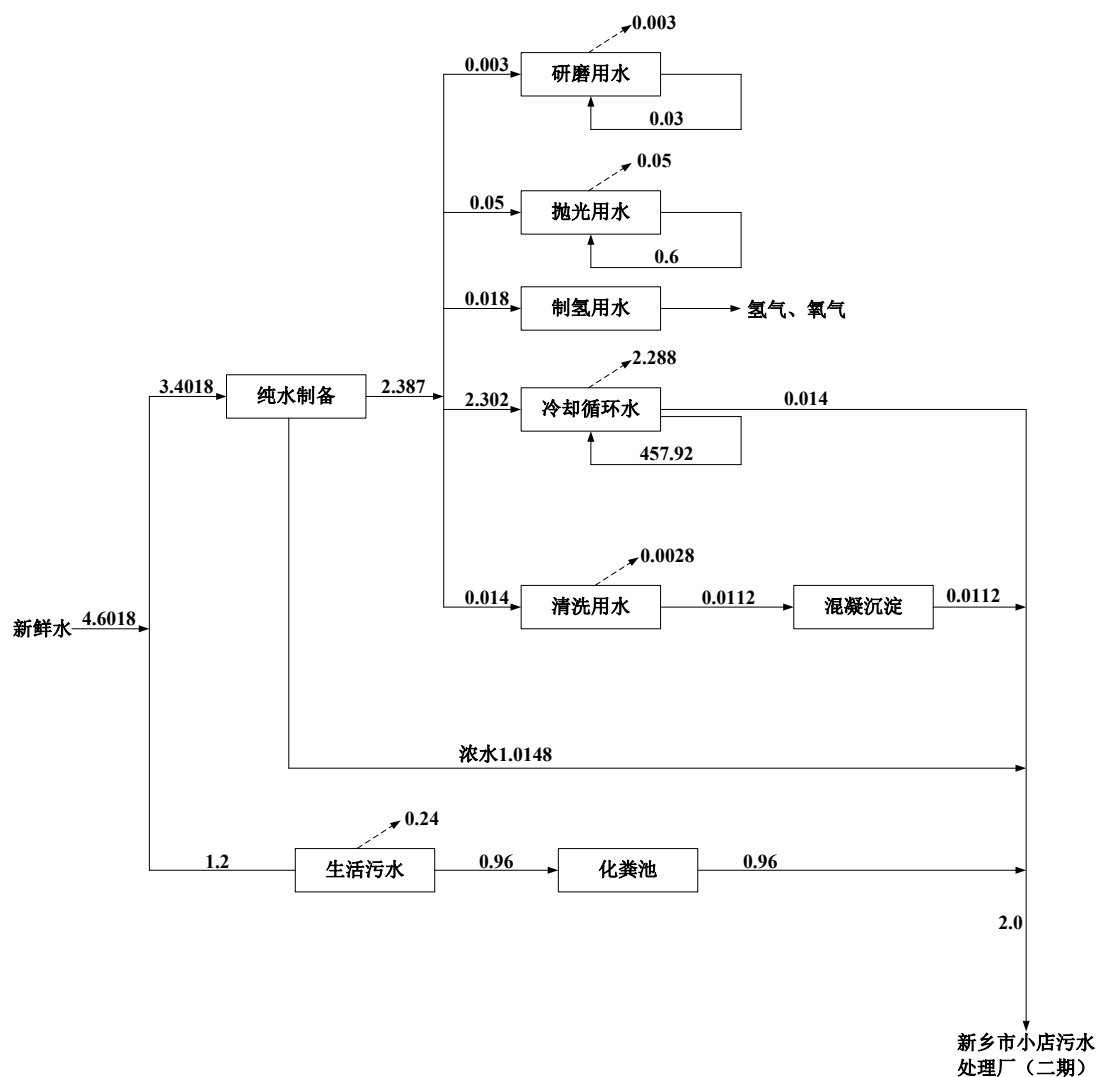 0.003
0.003
研磨用水
0.03
0.05
0.05
抛光用水
0.6
0.018
制氢用水
氢气、氧气
2.288
3.4018
纯水制备
2.387
2.302
冷却循环水
0.014
457.92
0.0028
0.014
清洗用水
0.0112
混凝沉淀
0.0112
新鲜水
4.6018
浓水1.0148
0.24
1.2
生活污水
0.96
化粪池
0.96
2.0
新乡市小店污水
处理厂（二期）